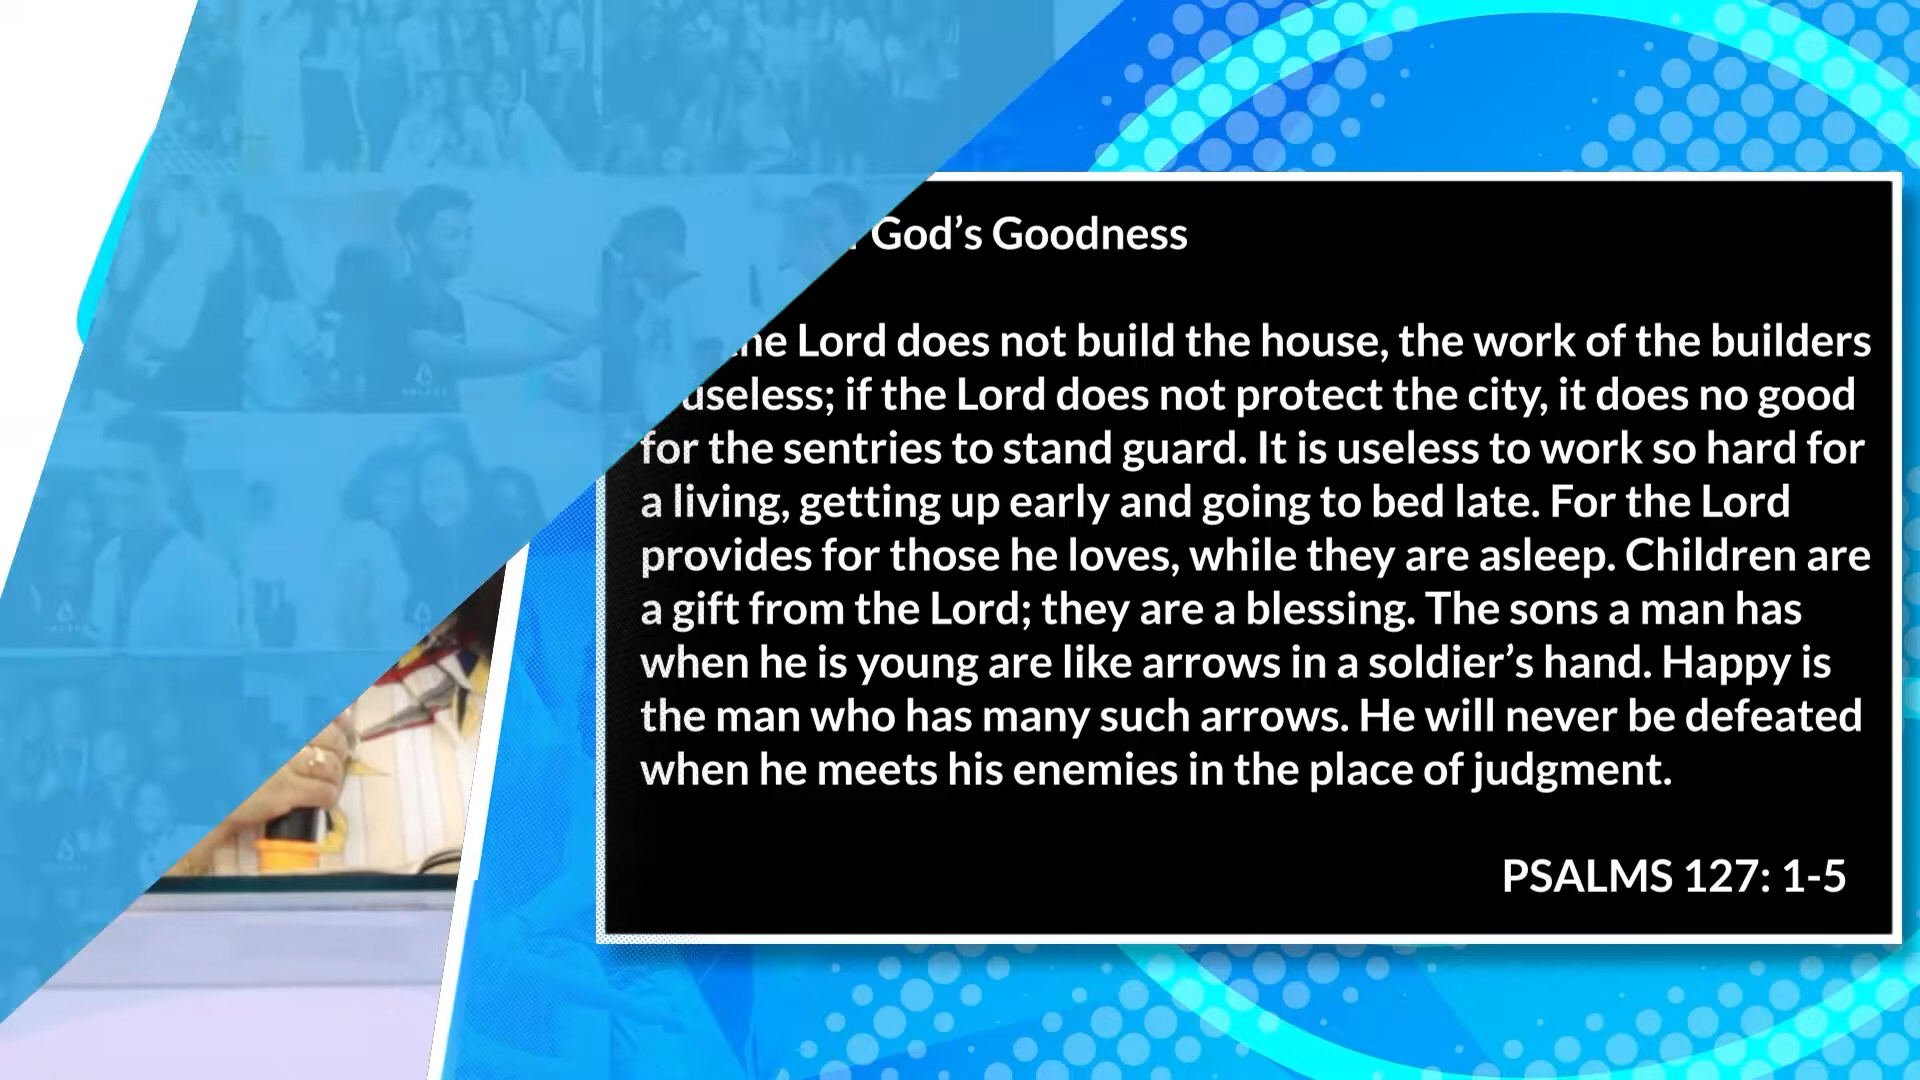 God’s Goodness
the Lord does not build the house, the work of the builders
useless; if the Lord does not protect the city, it does no good
for the sentries to stand guard. It is useless to work so hard for
a living, getting up early and going to bed late. For the Lord
provides for those he loves, while they are asleep. Children are
a gift from the Lord; they are a blessing. The sons a man has
when he is young are like arrows in a soldier’s hand. Happy is
the man who has many such arrows. He will never be defeated
when he meets his enemies in the place of judgment.
PSALMS 127: 1-5